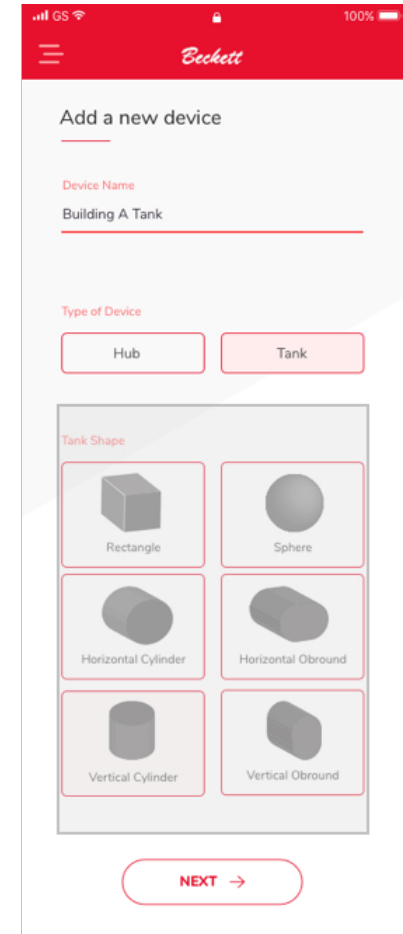 GS 100%
Beckett
Add a new device
Device Name
Building A Tank
Type of Device
Hub Tank
Tank Shape
Rectangle Sphere
Horizontal Cylinder Horizontal Obround
Vertical Cylinder Vertical Obround
NEXT →